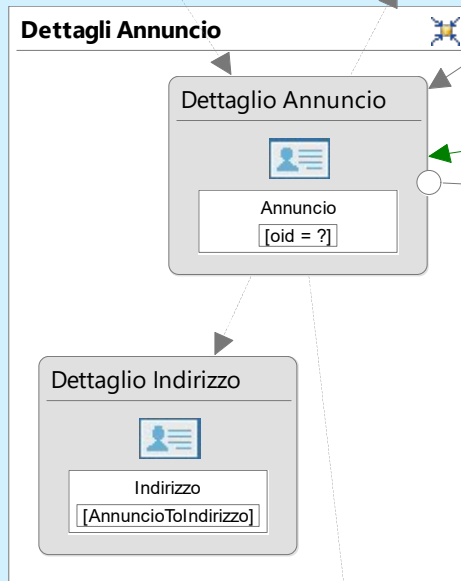 Dettagli Annuncio
Dettaglio Annuncio
Annuncio
[oid = ?]
Dettaglio Indirizzo
Indirizzo
[AnnuncioToIndirizzo]